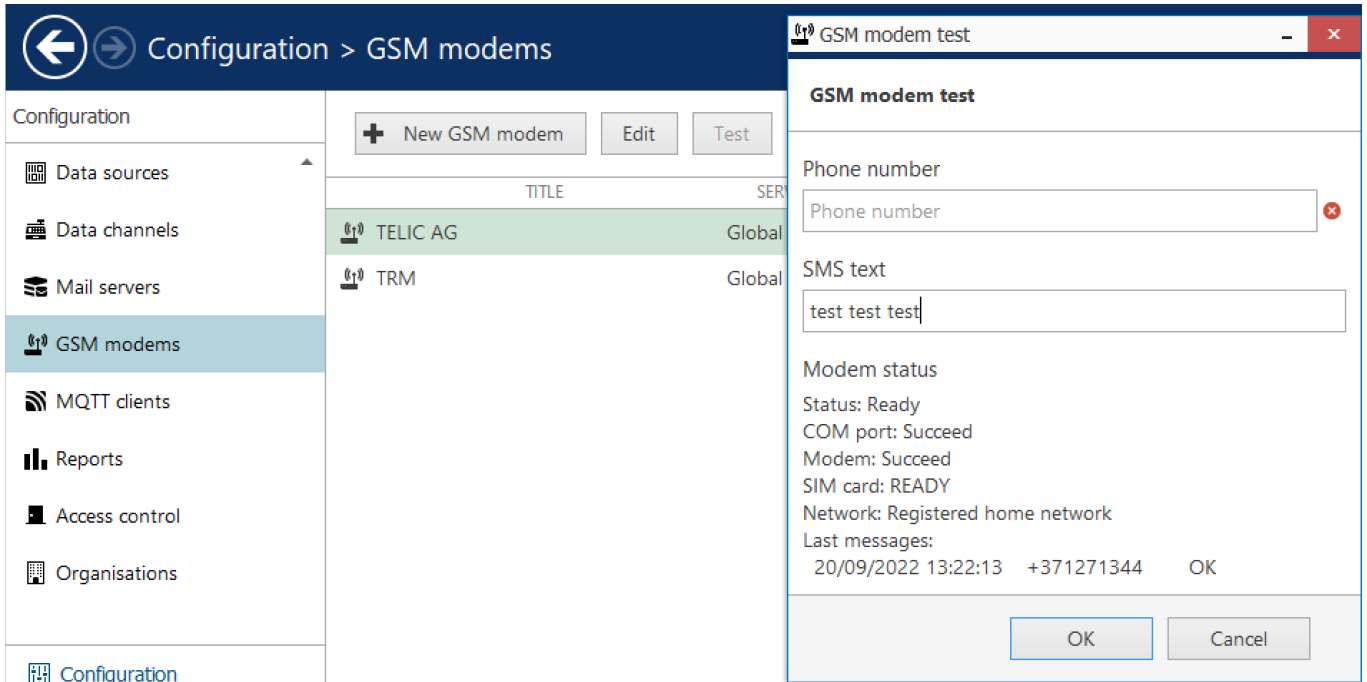 Configuration > GSM modems
Configuration
Data sources
Data channels
Mail servers
GSM modems
MQTT clients
Reports
Access control
Organisations
Configuration
New GSM modem Edit Test
TITLE SER
TELIC AG Global
TRM Global
GSM modem test
GSM modem test
Phone number
Phone number
SMS text
test test test
Modem status
Status: Ready
COM port: Succeed
Modem: Succeed
SIM card: READY
Network: Registered home network
Last messages:
20/09/2022 13:22:13 +371271344 OK
OK Cancel